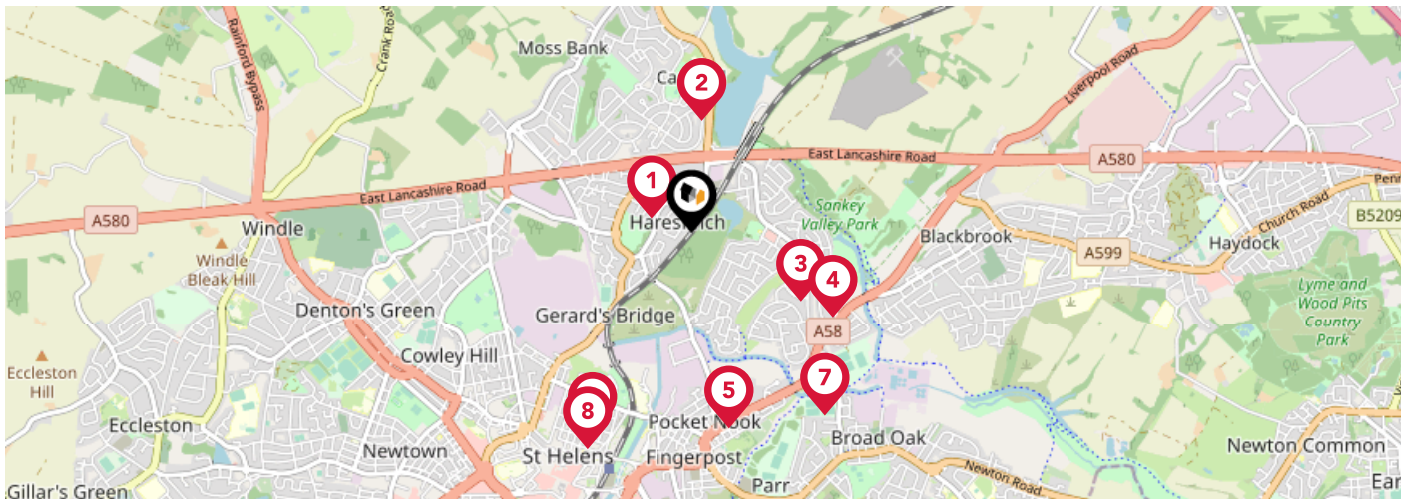 Moss Bank
Rainford Bypass
Crank Road
Ca
2
Liverpool Road
East Lancashire Road
A580
East Lancashire Road
1
A580
Windle
Haresfinch
Sankey
Valley Park
Blackbrook
Church Road
Penn
B5209
A599
Haydock
Windle
Bleak Hill
3
4
Denton's Green
Gerard's Bridge
A58
Lyme and
Wood Pits
Country
Park
Cowley Hill
Eccleston
Hill
5
7
8
Eccleston
Newtown
Pocket Nook
Broad Oak
St Helens
Fingerpost
Newton Common
Newton Road
Parr
Gillar's Green
Ear